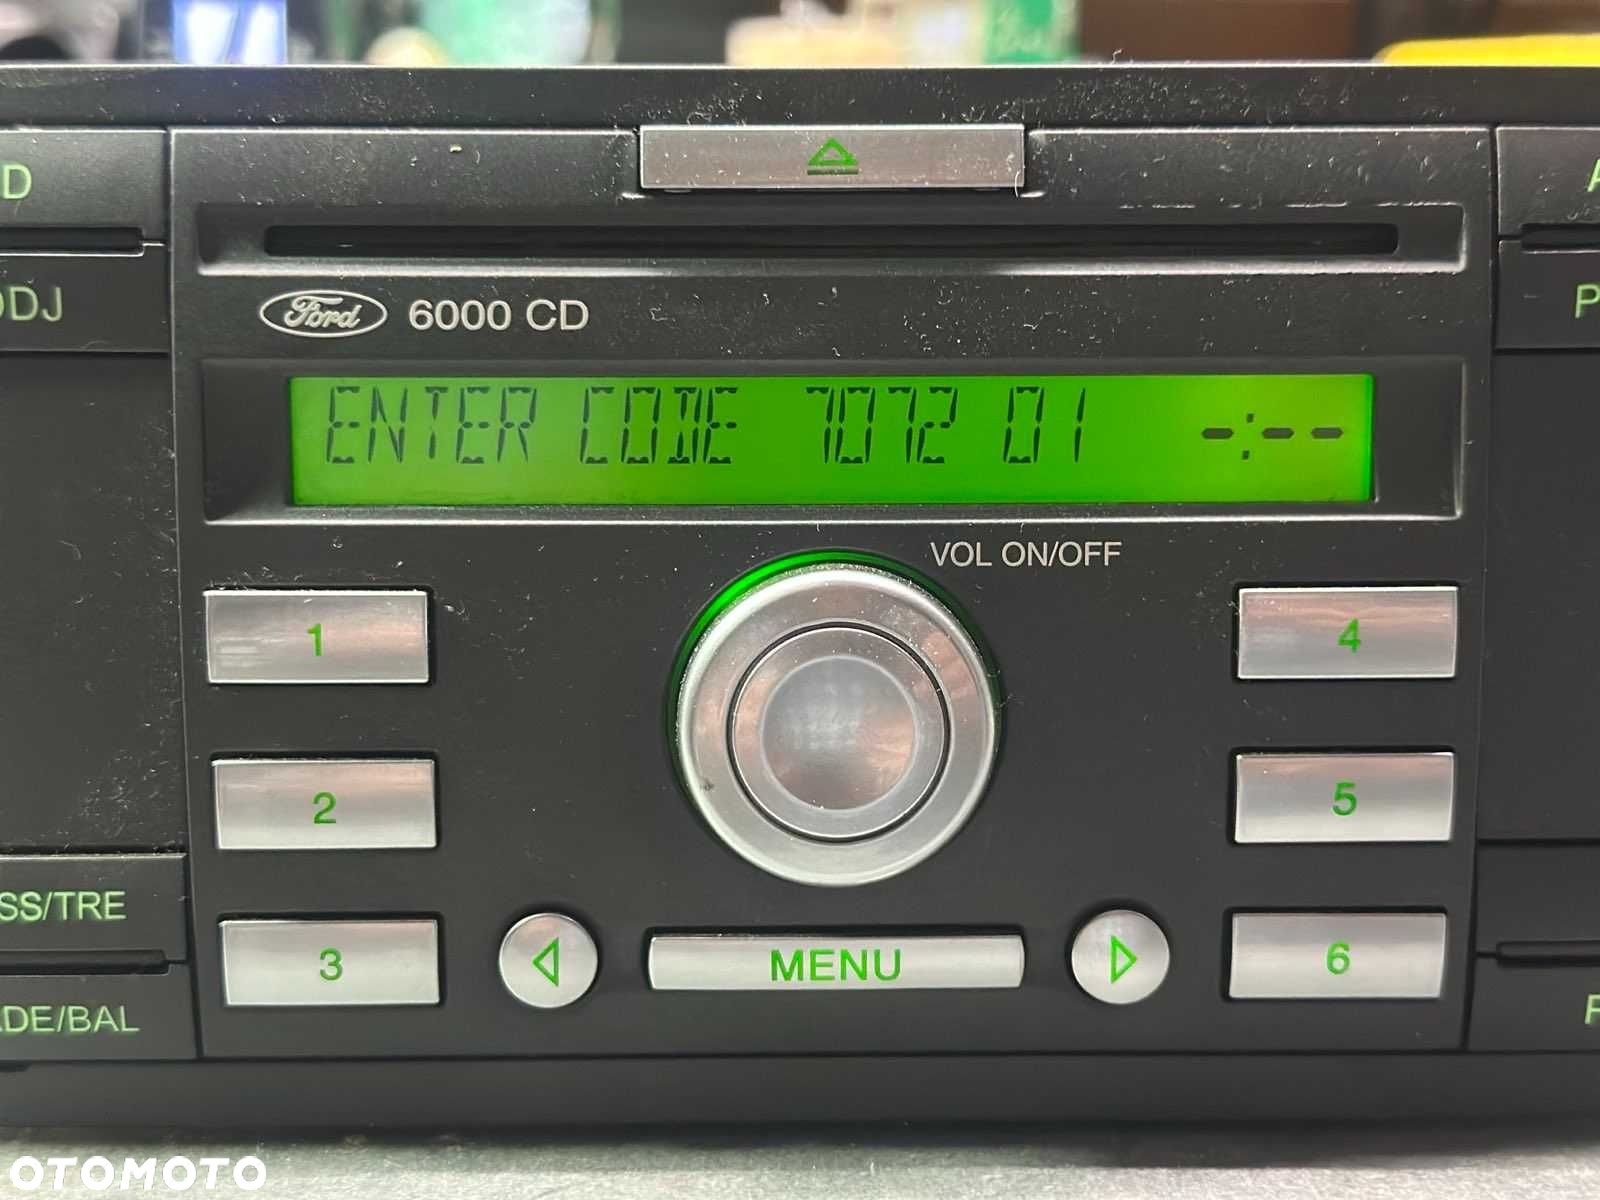 D
DJ
Ford 6000 CD
ENTER CODE 7072 01 -:--
VOL ON/OFF
1
4
2
5
SS/TRE
3
MENU
6
DE/BAL
OTOMOTO